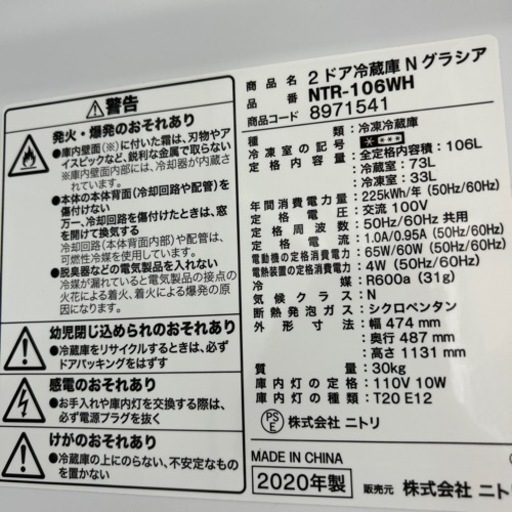 警告
発火・爆発のおそれあり
●庫内壁面(※)に付いた霜は、刃物やアイスピックなど、鋭利な金属で取らない
※庫内壁面内部には、冷却器が内蔵されています。
●本体の本体背面(冷却回路や配管)を傷付けない
万一、冷却回路を傷付けたときは、窓を開けて換気する
冷却回路(本体背面内部)や配管は、可燃性冷媒を使用しています。
●脱臭器などの電気製品を入れない
冷媒が漏れていると電気製品の接点の火花による着火、着火による爆発の原因になります。
幼児閉じ込められのおそれあり
●冷蔵庫をリサイクルするときは、必ずドアパッキングをはずす
感電のおそれあり
●お手入れや庫内灯を交換する際は、必ず電源プラグを抜く
けがのおそれあり
●冷蔵庫の上にのらない、不安定なものを置かない
商品名 2ドア冷蔵庫 N グラシア
品番 NTR-106WH
商品コード 8971541
種類:冷凍冷蔵庫
冷凍室の記号:
定格内容積:全定格内容積:106L
冷蔵室:73L
冷凍室:33L
年間消費電力量:225kWh/年 (50Hz/60Hz)
定格電圧:交流 100V
定格周波数:50Hz/60Hz 共用
定格電流:1.0A/0.95A (50Hz/60Hz)
電動機の定格消費電力:65W/60W (50Hz/60Hz)
電熱装置の定格消費電力:4W (50Hz/60Hz)
冷媒:R600a (31g)
気候クラス:N
断熱発泡ガス:シクロペンタン
外形寸法:幅 474 mm
奥行 487 mm
高さ 1131 mm
質量:30kg
庫内灯の定格:110V 10W
庫内灯の種類:T20 E12
PSE 株式会社 ニトリ
MADE IN CHINA
2020年製 販売元 株式会社ニト